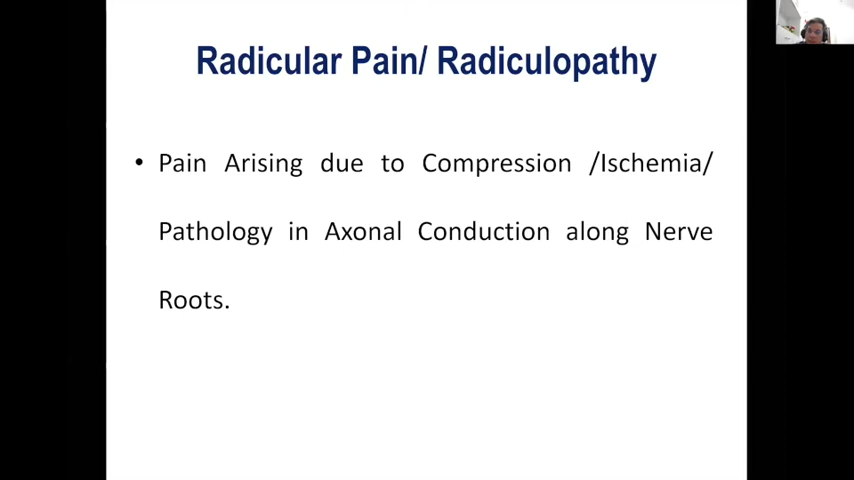 Radicular Pain/ Radiculopathy
• Pain Arising due to Compression /Ischemia/
Pathology in Axonal Conduction along Nerve
Roots.